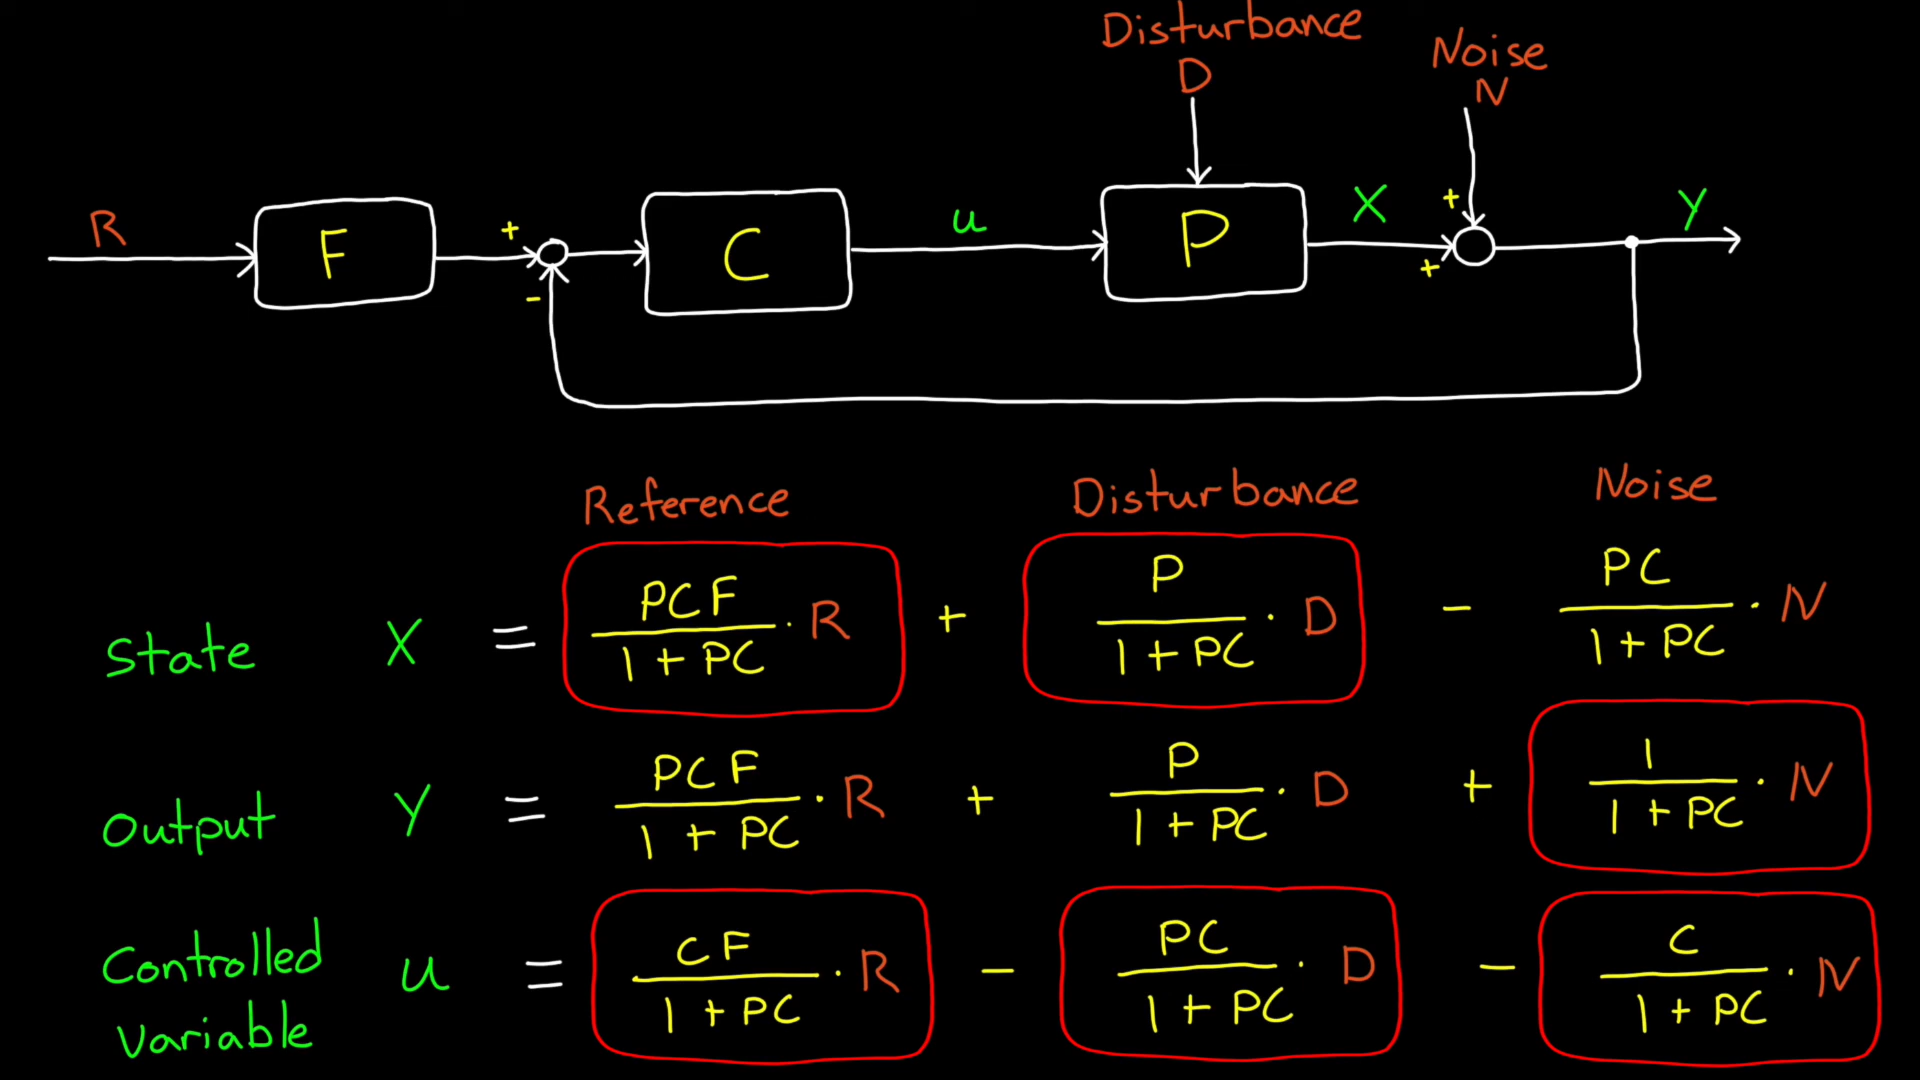 Disturbance
D
Noise
N
R
F
+
-
C
u
P
X
+
+
Y
Reference Disturbance Noise
State X = PCF / 1 + PC · R + P / 1 + PC · D - PC / 1 + PC · N
Output Y = PCF / 1 + PC · R + P / 1 + PC · D + 1 / 1 + PC · N
Controlled variable u = CF / 1 + PC · R - PC / 1 + PC · D - C / 1 + PC · N